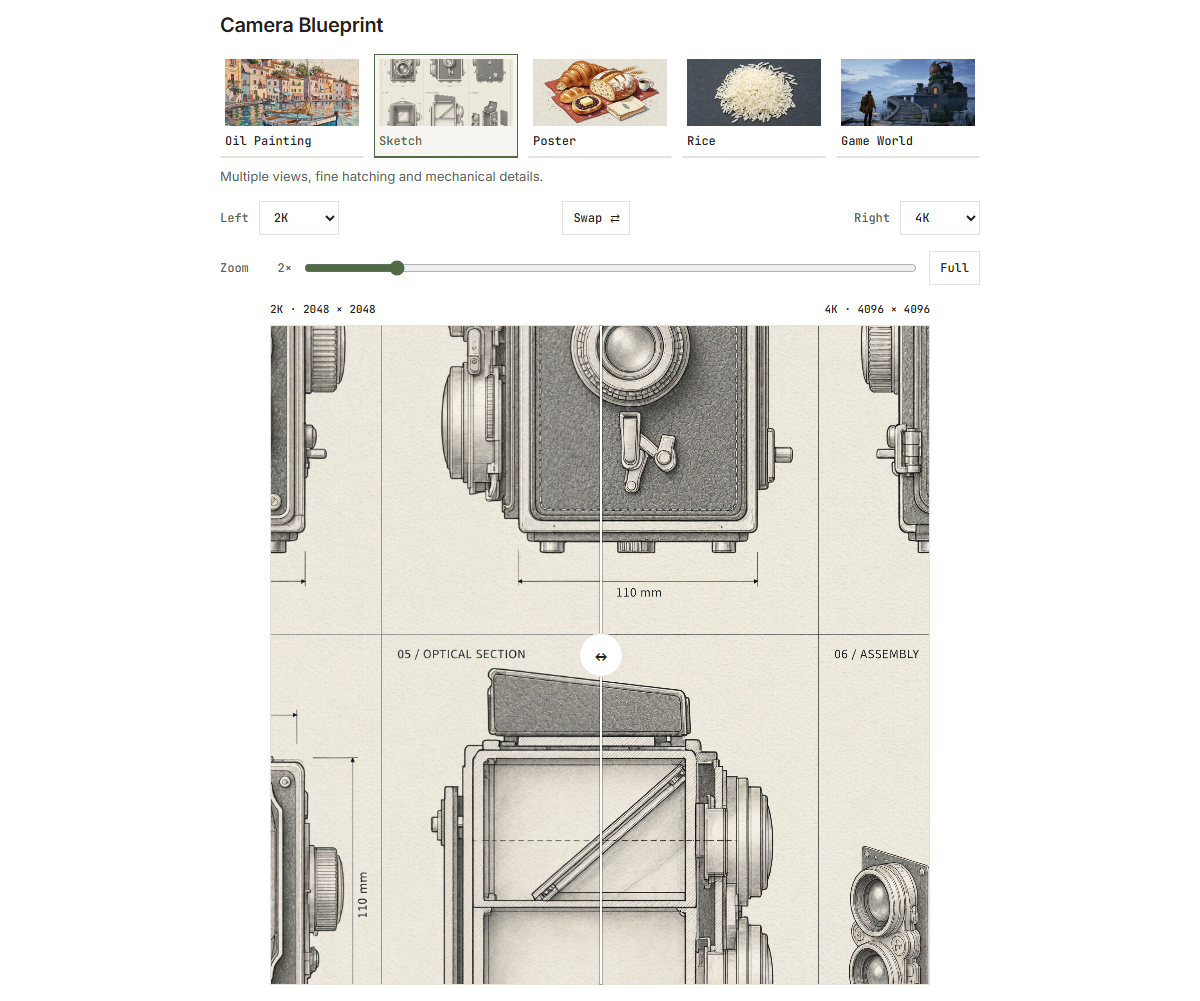 Camera Blueprint
Oil Painting
Sketch
Poster
Rice
Game World
Multiple views, fine hatching and mechanical details.
Left 2K Swap ⇄ Right 4K
Zoom 2× Full
2K · 2048 × 2048 4K · 4096 × 4096
110 mm
05 / OPTICAL SECTION 06 / ASSEMBLY
110 mm